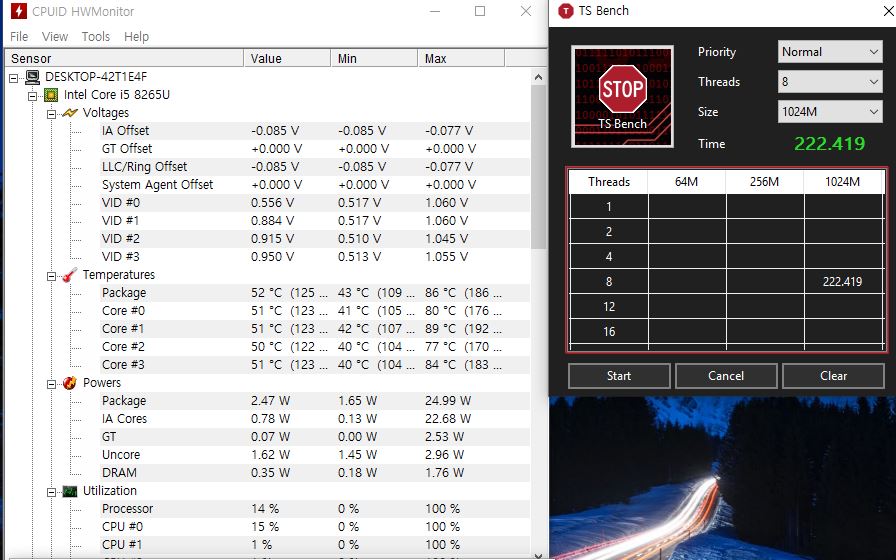 CPUID HWMonitor
File View Tools Help
Sensor Value Min Max
DESKTOP-42T1E4F
Intel Core i5 8265U
Voltages
IA Offset -0.085 V -0.085 V -0.077 V
GT Offset +0.000 V +0.000 V +0.000 V
LLC/Ring Offset -0.085 V -0.085 V -0.077 V
System Agent Offset +0.000 V +0.000 V +0.000 V
VID #0 0.556 V 0.517 V 1.060 V
VID #1 0.884 V 0.517 V 1.060 V
VID #2 0.915 V 0.510 V 1.045 V
VID #3 0.950 V 0.513 V 1.055 V
Temperatures
Package 52 °C (125 ... 43 °C (109 ... 86 °C (186 ...
Core #0 51 °C (123 ... 41 °C (105 ... 80 °C (176 ...
Core #1 51 °C (123 ... 42 °C (107 ... 89 °C (192 ...
Core #2 50 °C (122 ... 40 °C (104 ... 77 °C (170 ...
Core #3 51 °C (123 ... 40 °C (104 ... 84 °C (183 ...
Powers
Package 2.47 W 1.65 W 24.99 W
IA Cores 0.78 W 0.13 W 22.68 W
GT 0.07 W 0.00 W 2.53 W
Uncore 1.62 W 1.45 W 2.96 W
DRAM 0.35 W 0.18 W 1.76 W
Utilization
Processor 14 % 0 % 100 %
CPU #0 15 % 0 % 100 %
CPU #1 1 % 0 % 100 %
TS Bench
STOP
TS Bench
Priority Normal
Threads 8
Size 1024M
Time 222.419
Threads 64M 256M 1024M
1
2
4
8 222.419
12
16
Start Cancel Clear